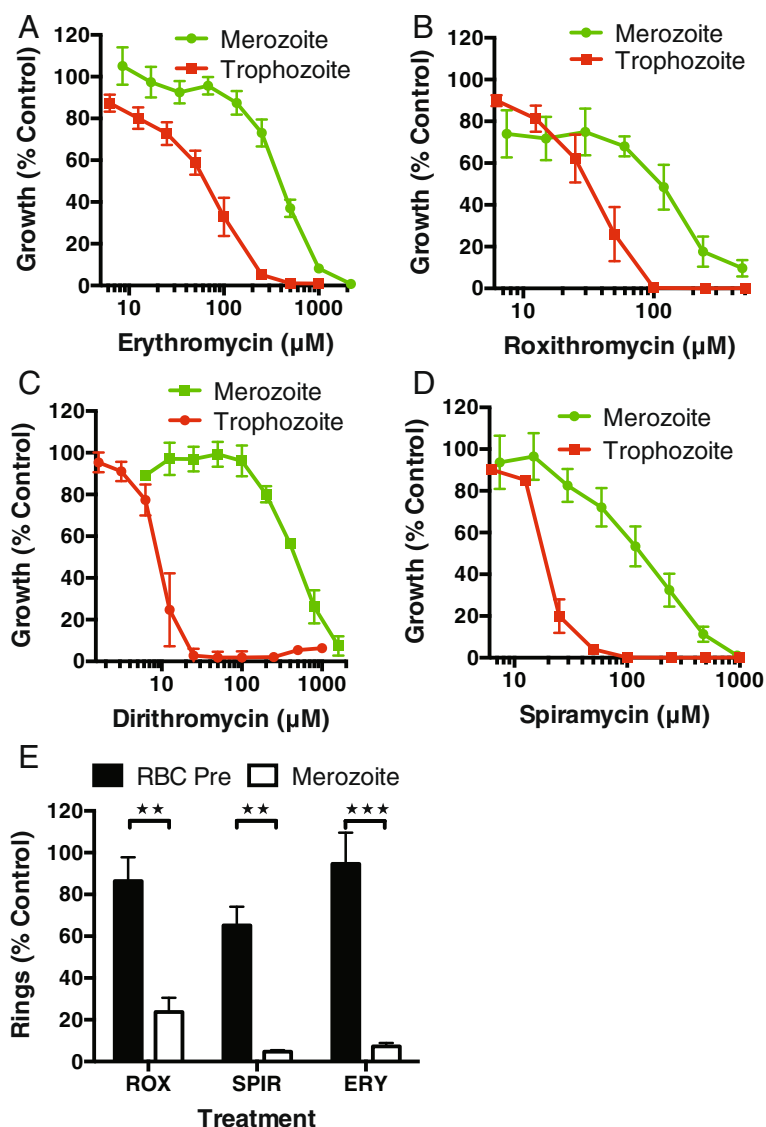 A
Merozoite
Trophozoite
120
100
80
60
40
20
0
Growth (% Control)
10
100
1000
Erythromycin (µM)
B
Merozoite
Trophozoite
120
100
80
60
40
20
0
Growth (% Control)
10
100
Roxithromycin (µM)
C
Merozoite
Trophozoite
120
100
80
60
40
20
0
Growth (% Control)
10
100
1000
Dirithromycin (µM)
D
Merozoite
Trophozoite
120
100
80
60
40
20
0
Growth (% Control)
10
100
1000
Spiramycin (µM)
E
RBC Pre Merozoite
120
100
80
60
40
20
0
Rings (% Control)
★★ ★★ ★★★
ROX SPIR ERY
Treatment